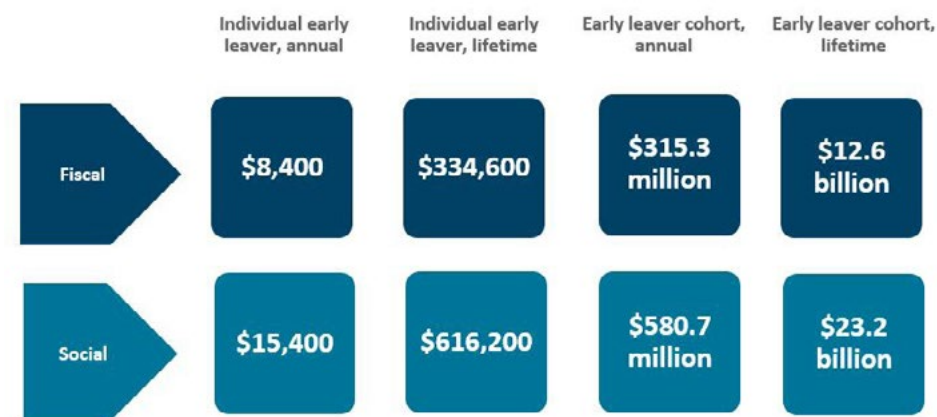 Individual early
leaver, annual
Individual early
leaver, lifetime
Early leaver cohort,
annual
Early leaver cohort,
lifetime
Fiscal
$8,400
$334,600
$315.3
million
$12.6
billion
Social
$15,400
$616,200
$580.7
million
$23.2
billion